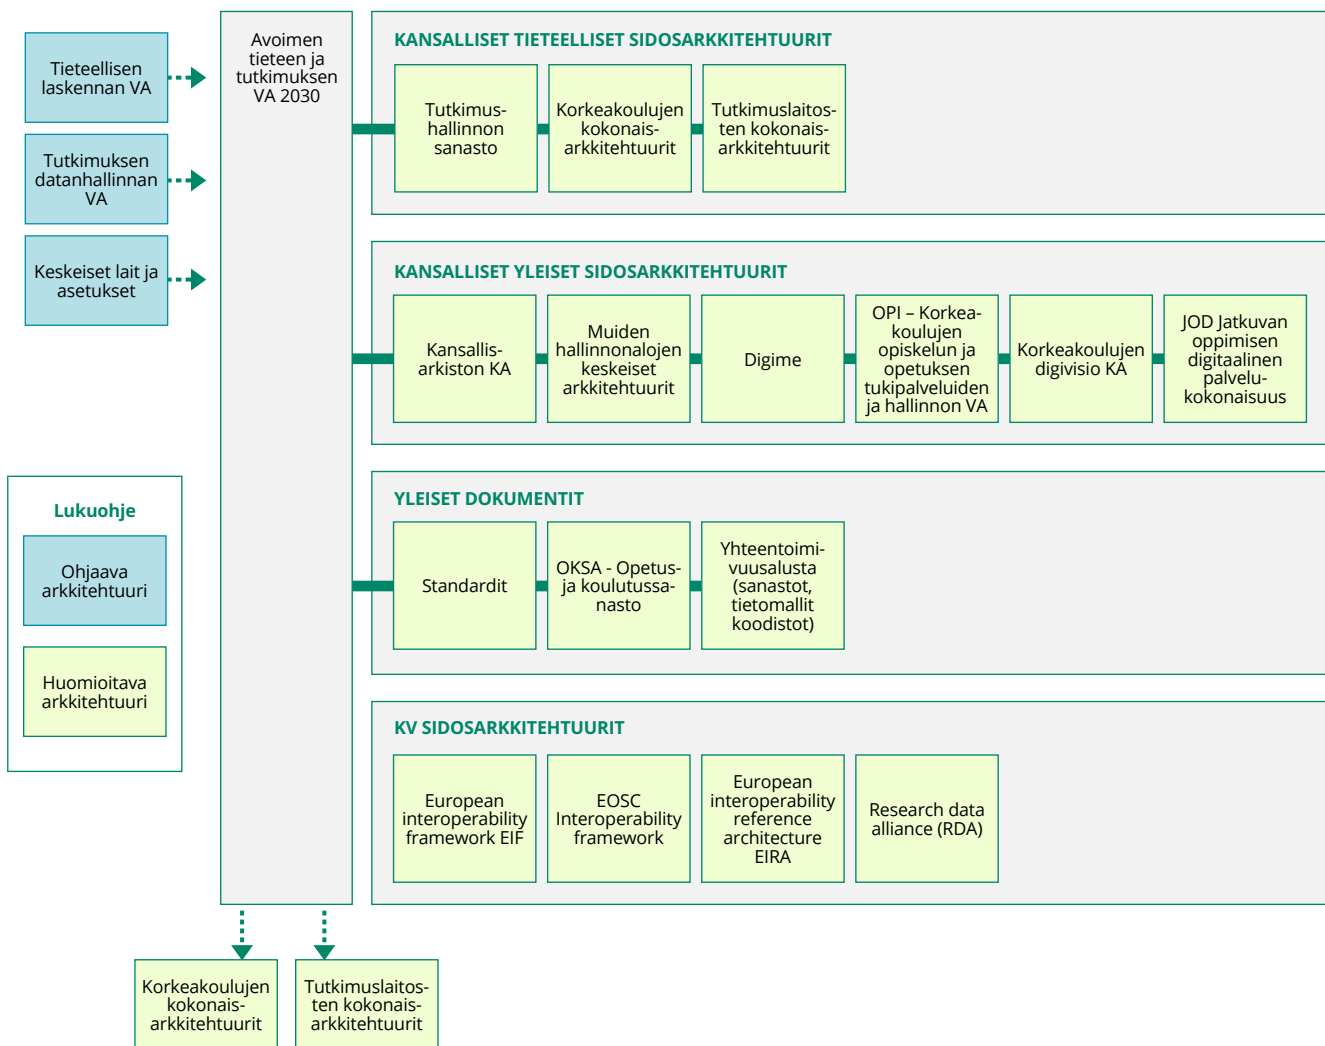 Tieteellisen
laskennan VA
Tutkimuksen
datanhallinnan
VA
Keskeiset lait ja
asetukset
Avoimen
tieteen ja
tutkimuksen
VA 2030
KANSALLISET TIETEELLISET SIDOSARKKITEHTUURIT
Tutkimus-
hallinnon
sanasto
Korkeakoulujen
kokonais-
arkkitehtuurit
Tutkimuslaitos-
ten kokonais-
arkkitehtuurit
KANSALLISET YLEISET SIDOSARKKITEHTUURIT
Kansallis-
arkiston KA
Muiden
hallinnonalojen
keskeiset
arkkitehtuurit
Digime
OPI – Korkea-
koulujen
opiskelun ja
opetuksen
tukipalveluiden
ja hallinnon VA
Korkeakoulujen
digivisio KA
JOD Jatkuvan
oppimisen
digitaalinen
palvelu-
kokonaisuus
YLEISET DOKUMENTIT
Standardit
OKSA - Opetus-
ja koulutussa-
nasto
Yhteentoimi-
vuusalusta
(sanastot,
tietomallit
koodistot)
KV SIDOSARKKITEHTUURIT
European
interoperability
framework EIF
EOSC
Interoperability
framework
European
interoperability
reference
architecture
EIRA
Research data
alliance (RDA)
Lukuohje
Ohjaava
arkkitehtuuri
Huomioitava
arkkitehtuuri
Korkeakoulujen
kokonais-
arkkitehtuurit
Tutkimuslaitos-
ten kokonais-
arkkitehtuurit